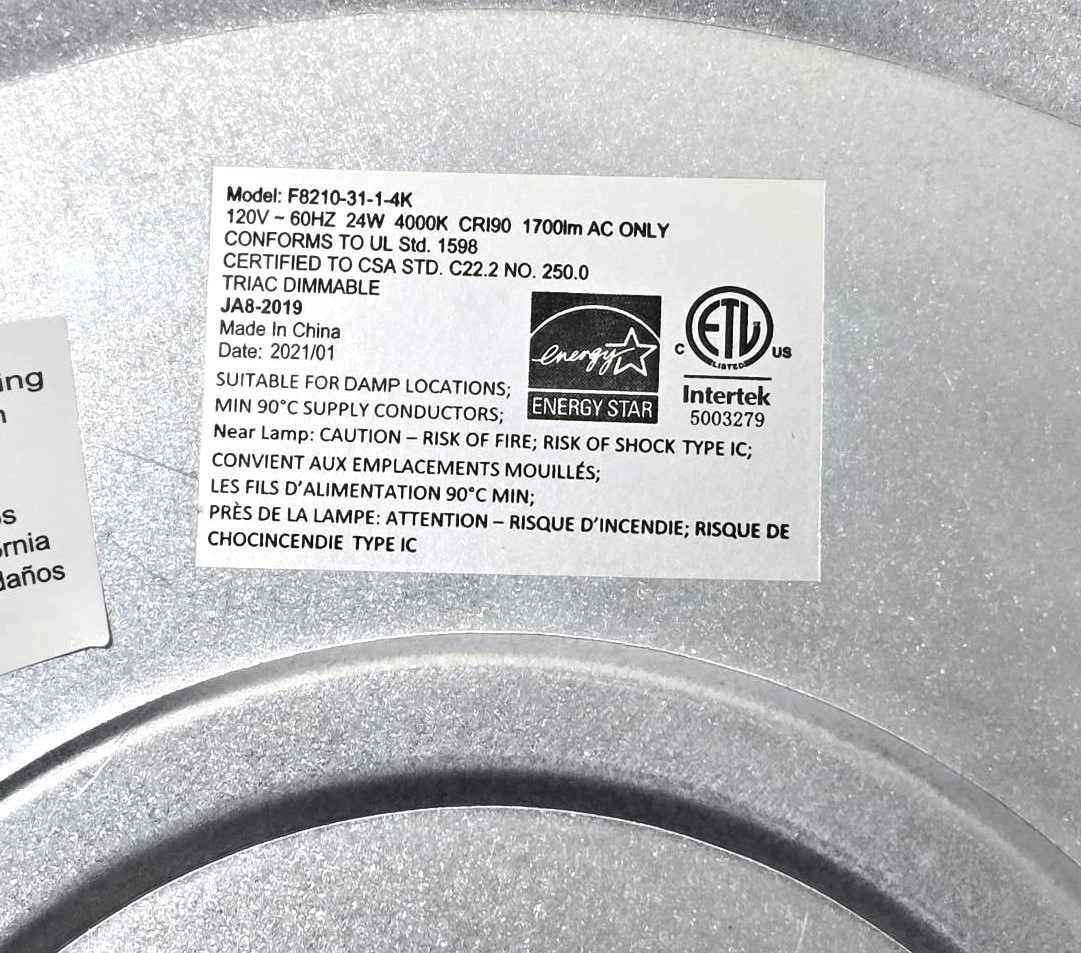 Model: F8210-31-1-4K
120V ~ 60HZ 24W 4000K CRI90 1700lm AC ONLY
CONFORMS TO UL Std. 1598
CERTIFIED TO CSA STD. C22.2 NO. 250.0
TRIAC DIMMABLE
JA8-2019
Made In China
Date: 2021/01
energy
ENERGY STAR
C ETL US
LISTED
Intertek
5003279
SUITABLE FOR DAMP LOCATIONS;
MIN 90°C SUPPLY CONDUCTORS;
Near Lamp: CAUTION – RISK OF FIRE; RISK OF SHOCK TYPE IC;
CONVIENT AUX EMPLACEMENTS MOUILLÉS;
LES FILS D'ALIMENTATION 90°C MIN;
PRÈS DE LA LAMPE: ATTENTION – RISQUE D'INCENDIE; RISQUE DE
CHOCINCENDIE TYPE IC
ing
rnia
daños